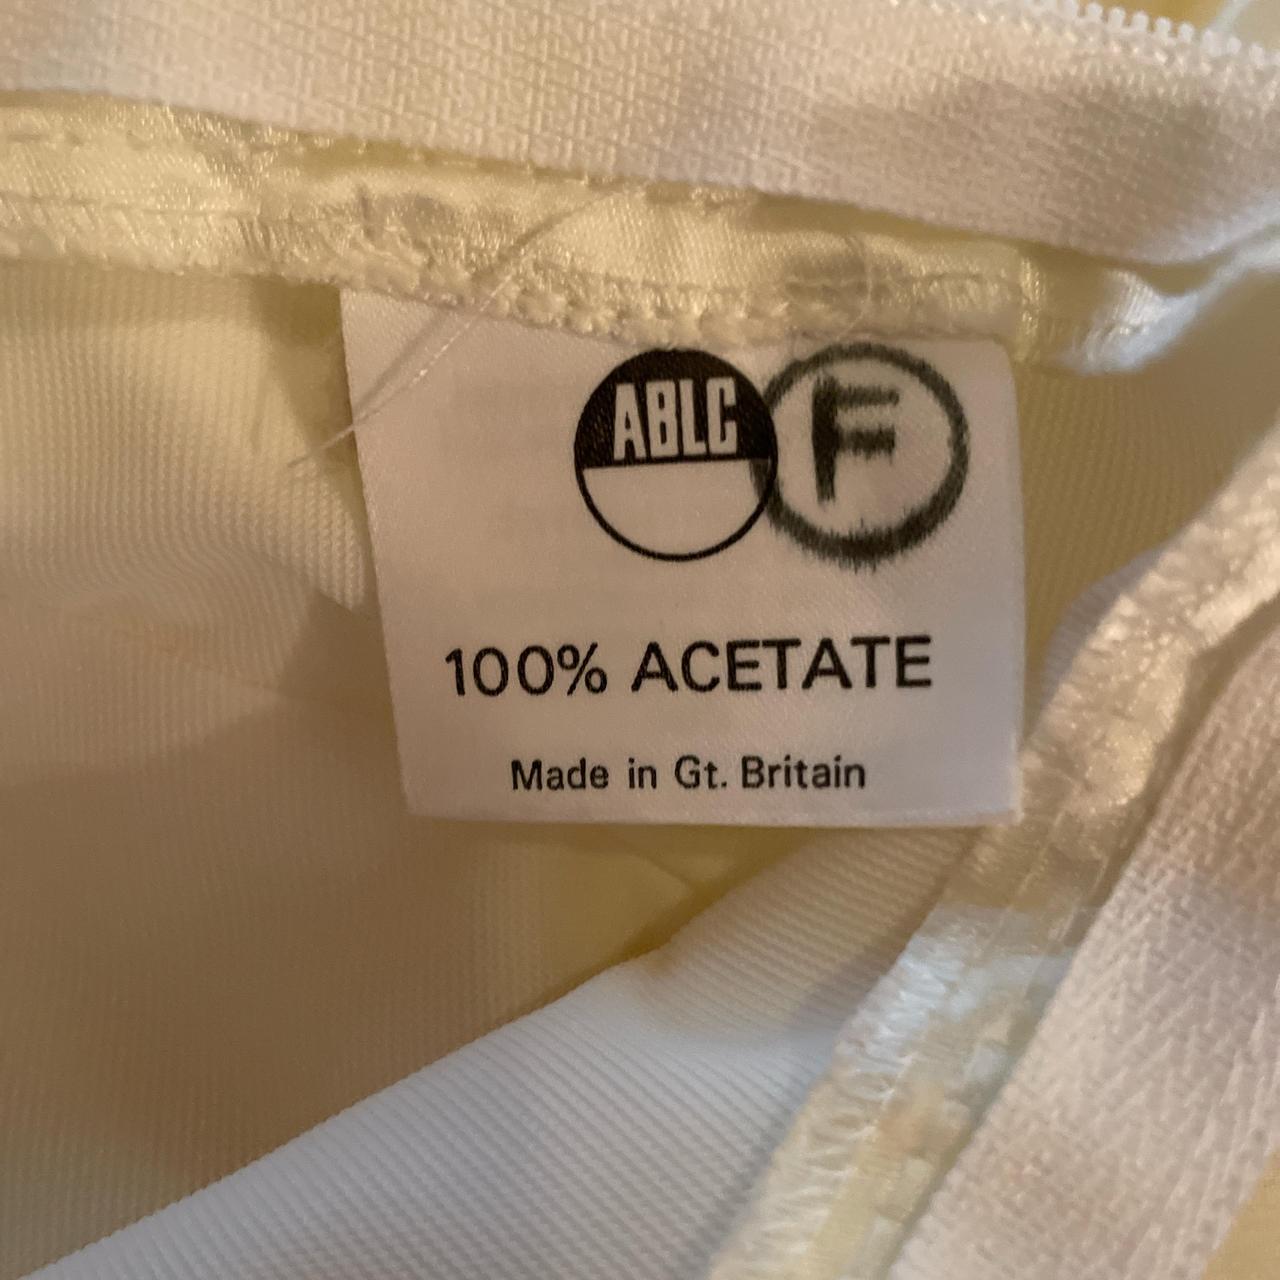 ABLC F
100% ACETATE
Made in Gt. Britain